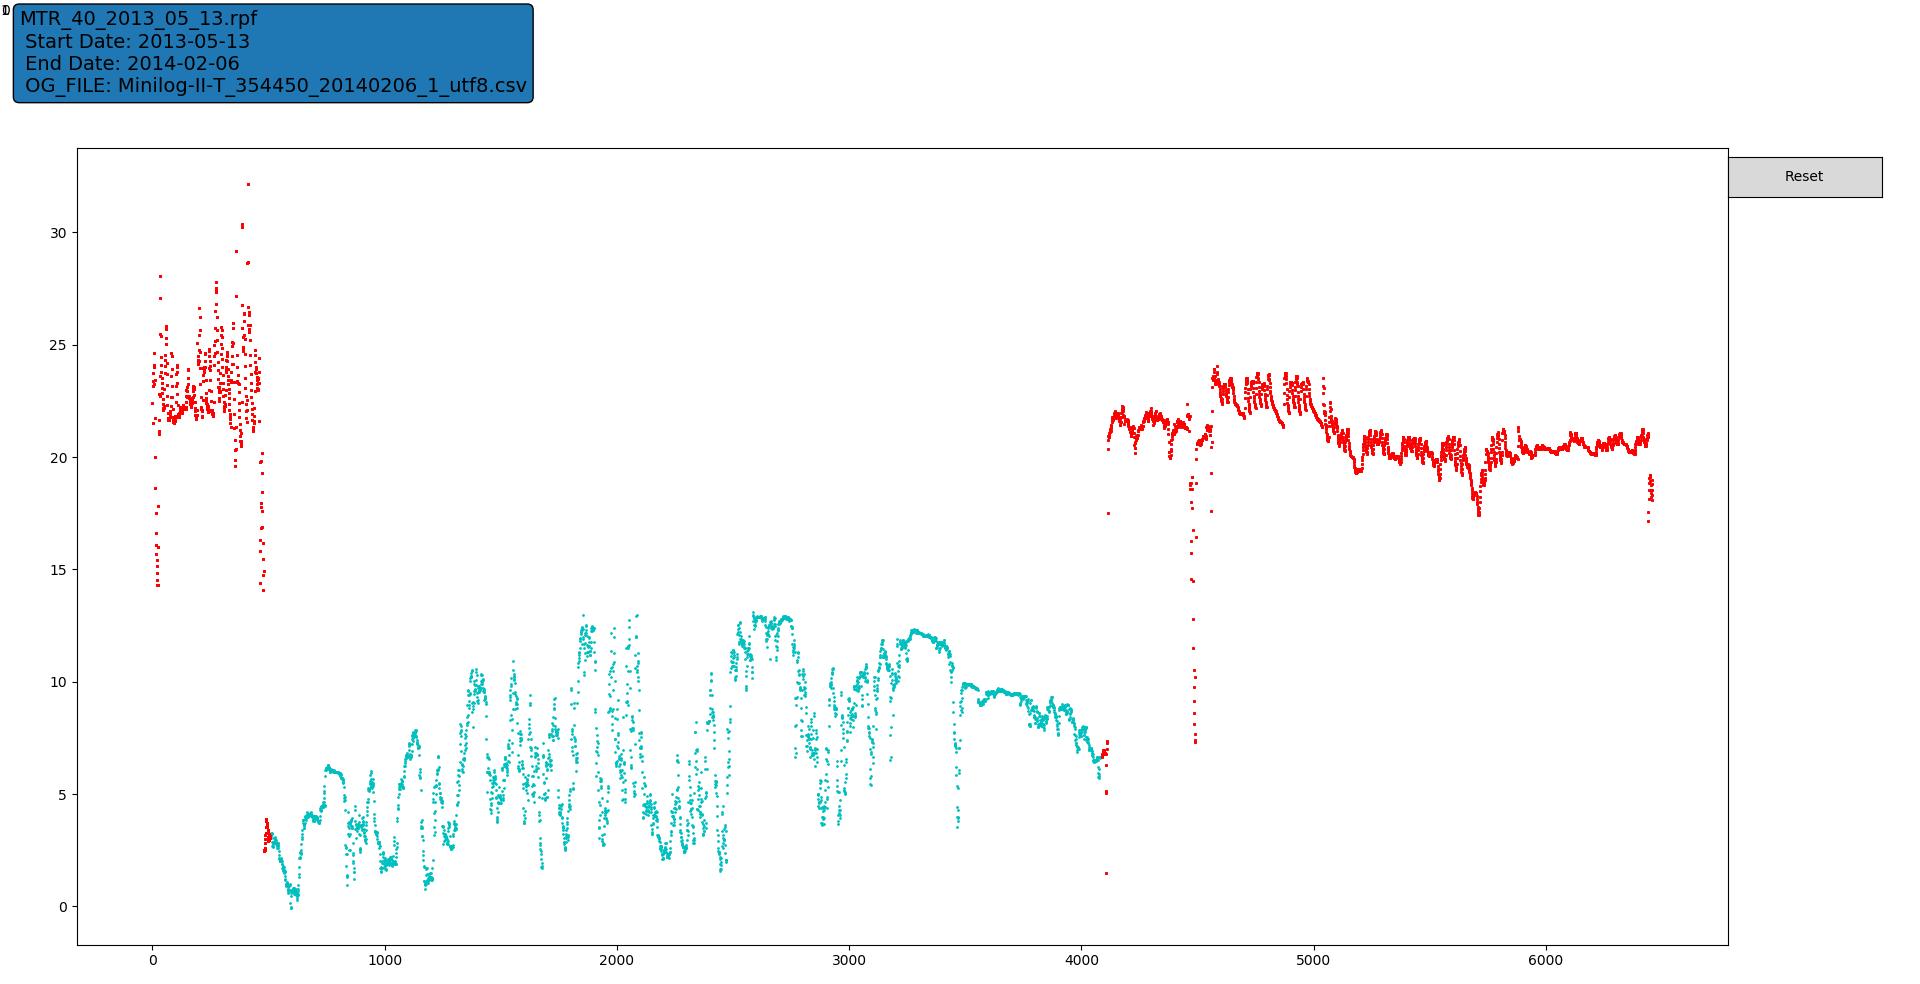 MTR_40_2013_05_13.rpf
Start Date: 2013-05-13
End Date: 2014-02-06
OG_FILE: Minilog-II-T_354450_20140206_1_utf8.csv
Reset
30
25
20
15
10
5
0
0 1000 2000 3000 4000 5000 6000